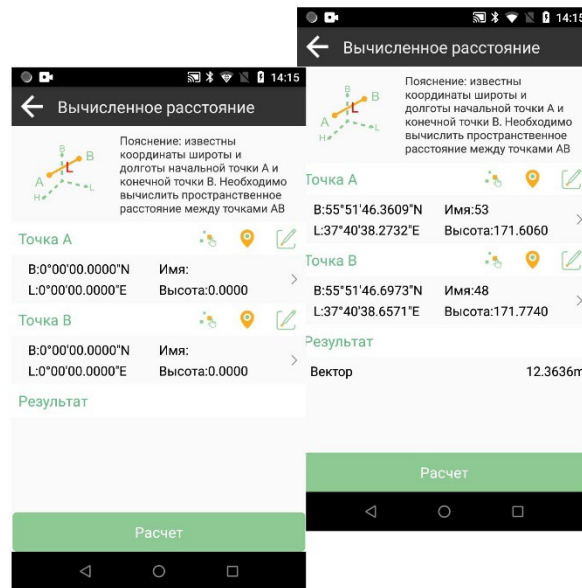 14:15
Вычисленное расстояние
B
B
L
A
L
H
Пояснение: известны
координаты широты и
долготы начальной точки A и
конечной точки B. Необходимо
вычислить пространственное
расстояние между точками AB
Точка A
B:0°00'00.0000"N Имя:
L:0°00'00.0000"E Высота:0.0000
Точка B
B:0°00'00.0000"N Имя:
L:0°00'00.0000"E Высота:0.0000
Результат
Расчет
14:15
Вычисленное расстояние
B
B
L
A
L
H
Пояснение: известны
координаты широты и
долготы начальной точки A и
конечной точки B. Необходимо
вычислить пространственное
расстояние между точками AB
Точка A
B:55°51'46.3609"N Имя:53
L:37°40'38.2732"E Высота:171.6060
Точка B
B:55°51'46.6973"N Имя:48
L:37°40'38.6571"E Высота:171.7740
Результат
Вектор 12.3636m
Расчет